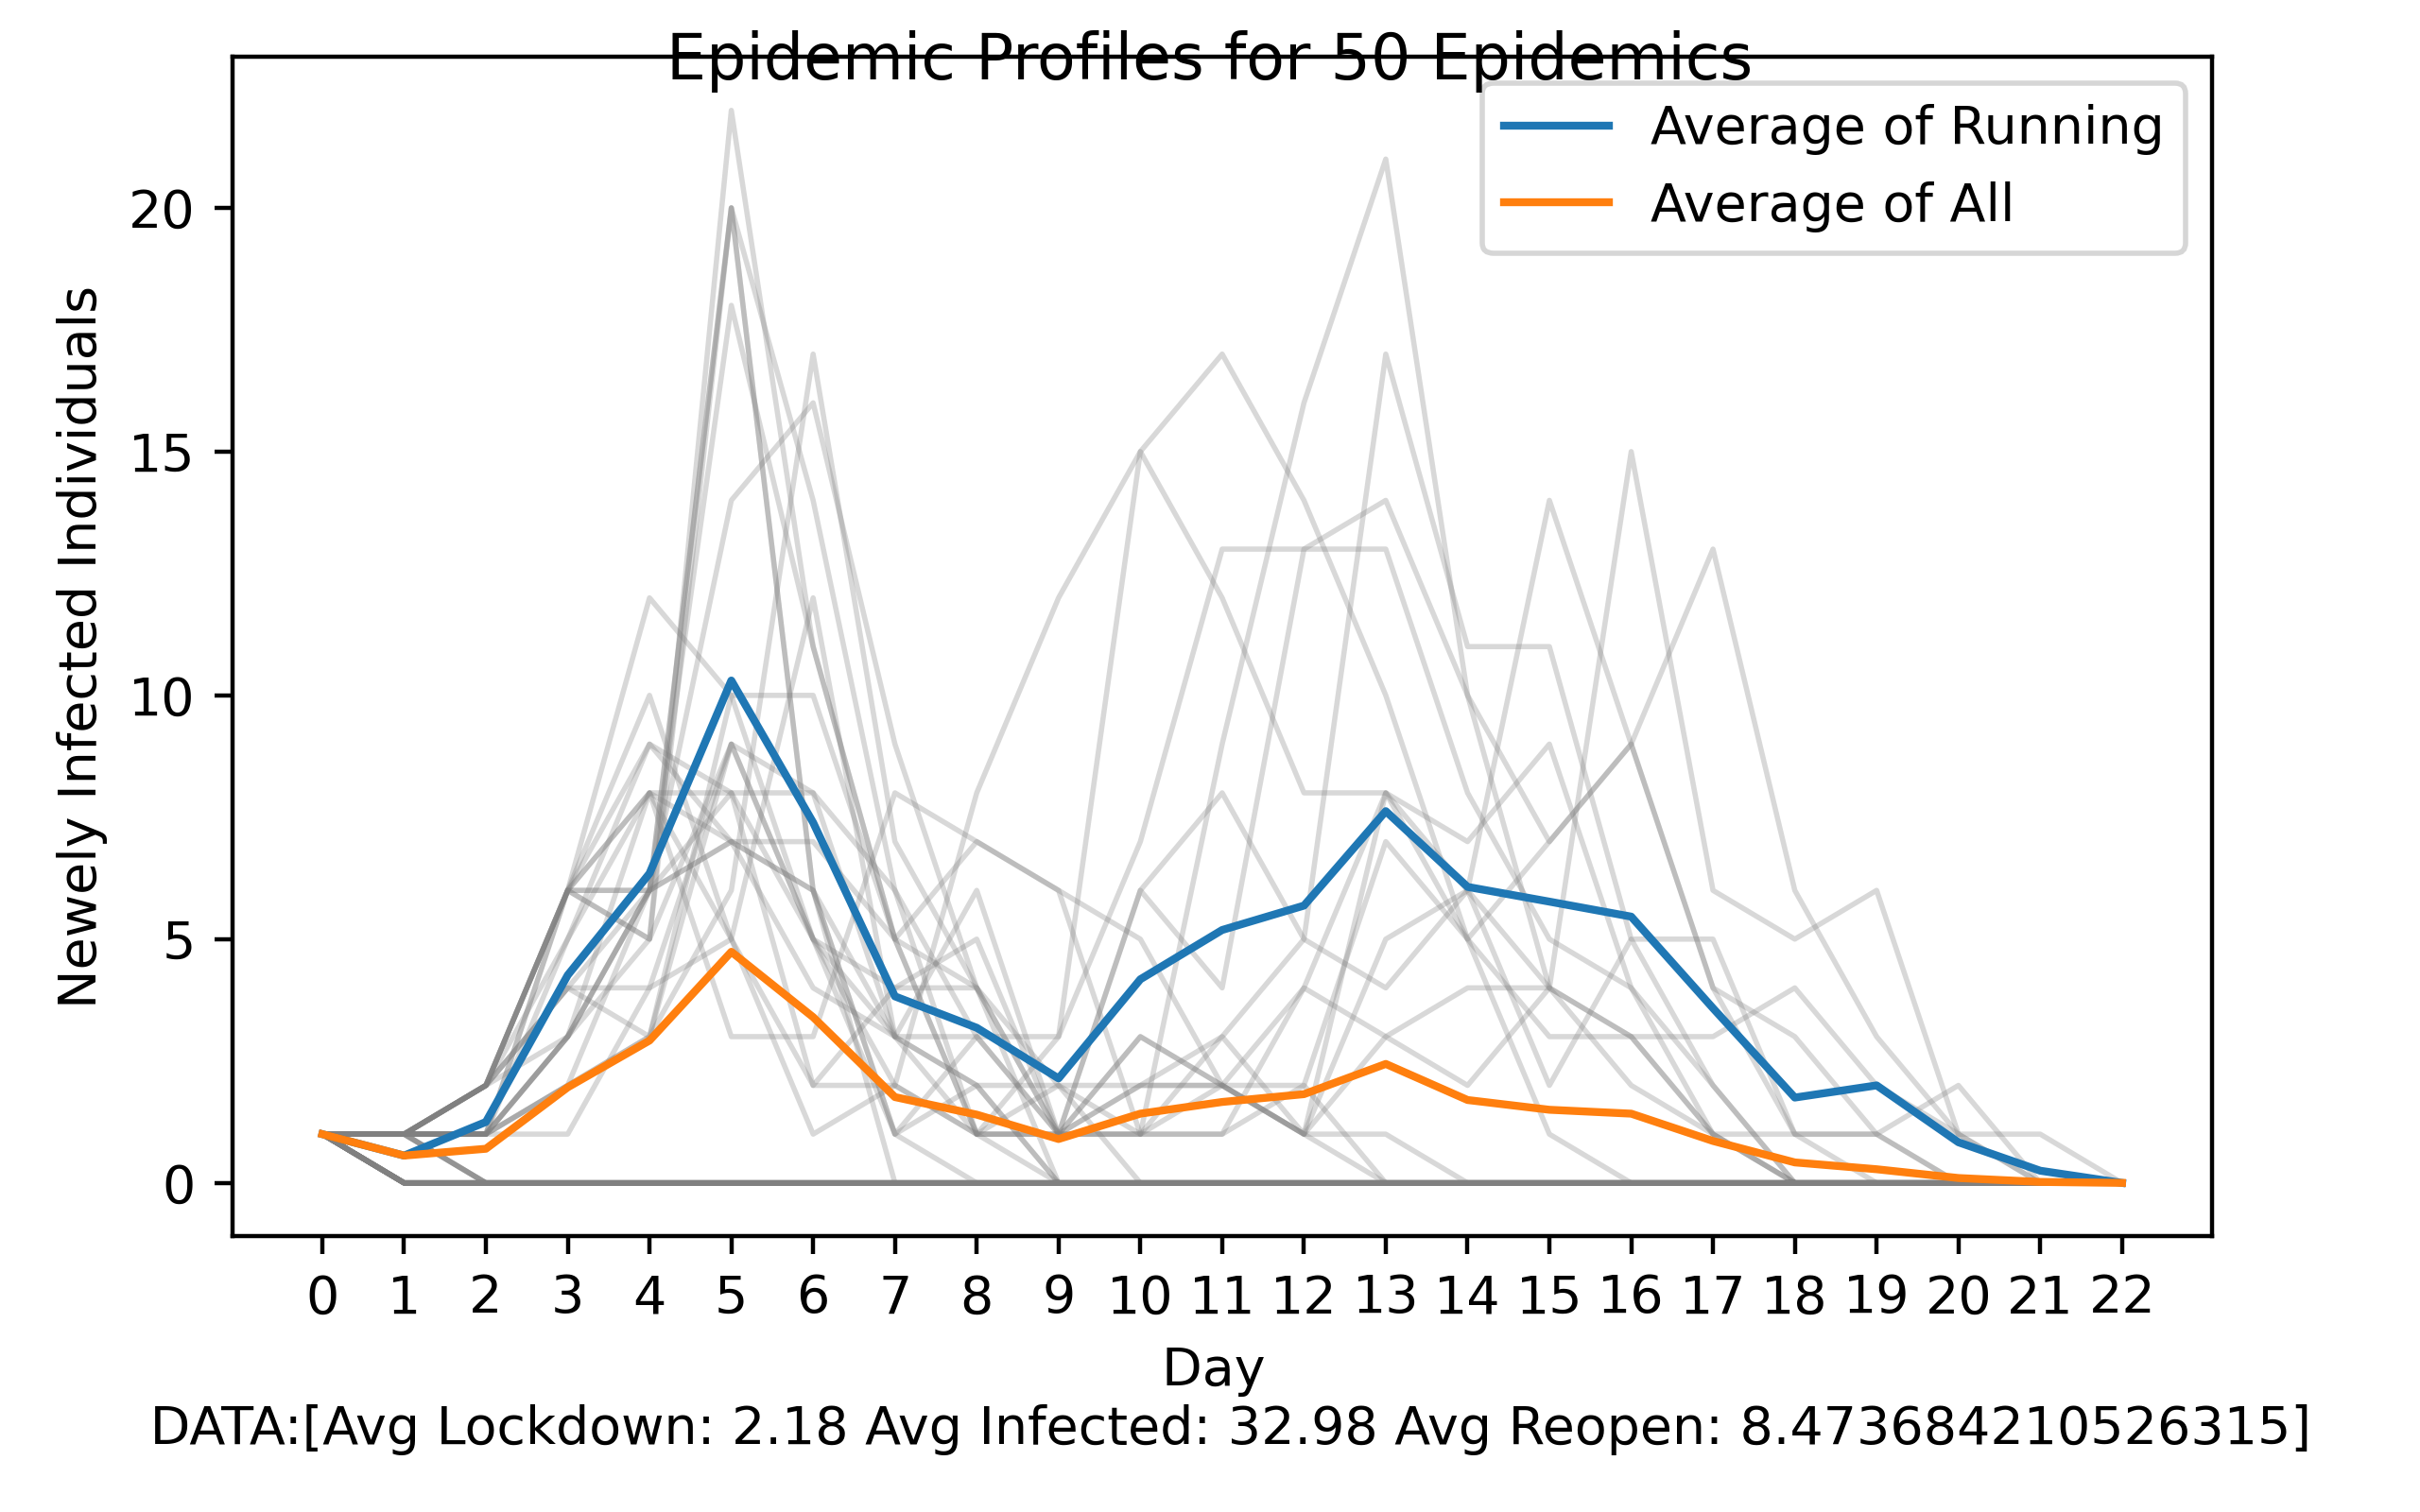 Epidemic Profiles for 50 Epidemics
Average of Running
Average of All
Newely Infected Individuals
20
15
10
5
0
0 1 2 3 4 5 6 7 8 9 10 11 12 13 14 15 16 17 18 19 20 21 22
Day
DATA:[Avg Lockdown: 2.18 Avg Infected: 32.98 Avg Reopen: 8.473684210526315]